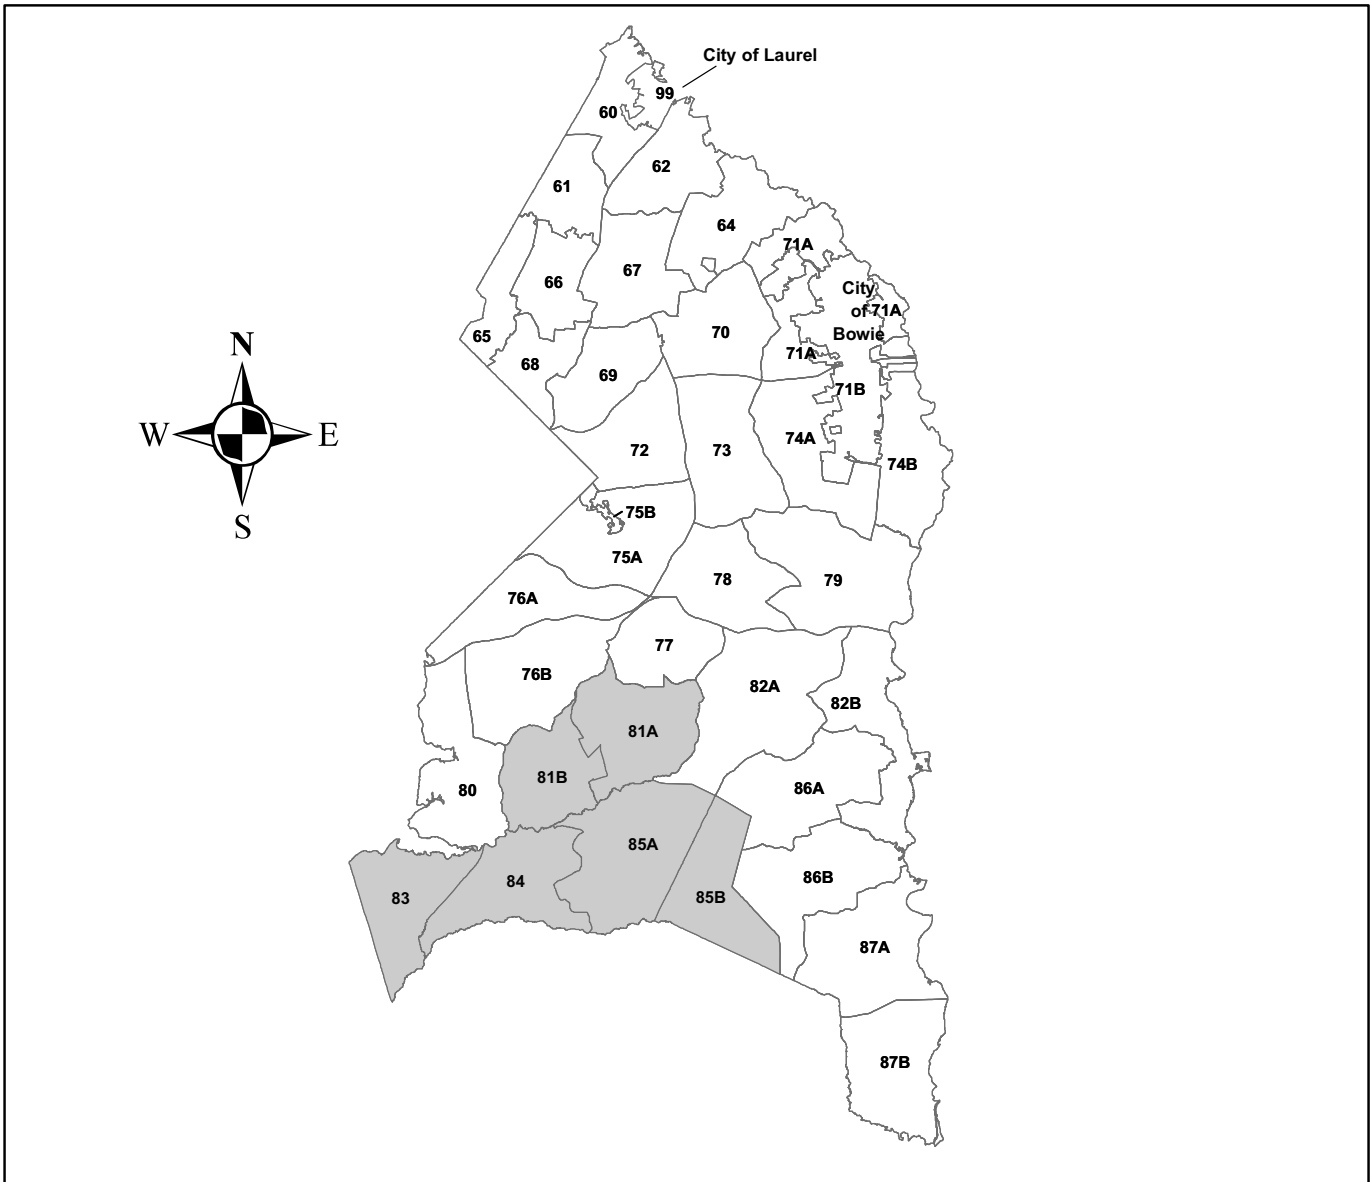 City of Laurel
99
60
62
61
64
71A
67
66
City
of 71A
Bowie
N
65
70
68
71A
69
71B
W
E
74A
72
73
74B
S
75B
75A
78
79
76A
77
76B
82A
82B
81A
81B
80
86A
85A
86B
84
83
85B
87A
87B